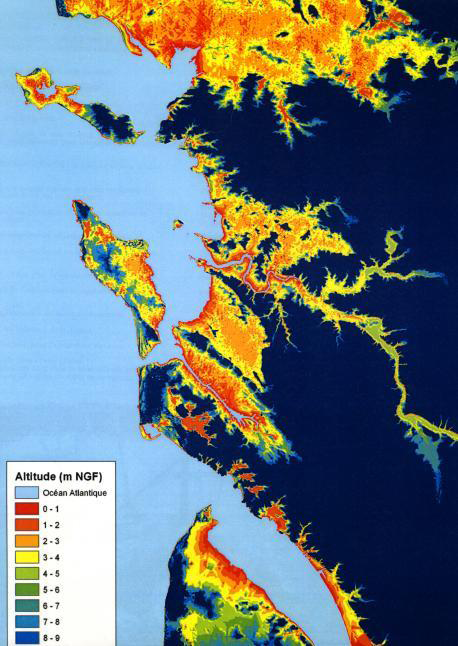 Altitude (m NGF)
Océan Atlantique
0 - 1
1 - 2
2 - 3
3 - 4
4 - 5
5 - 6
6 - 7
7 - 8
8 - 9